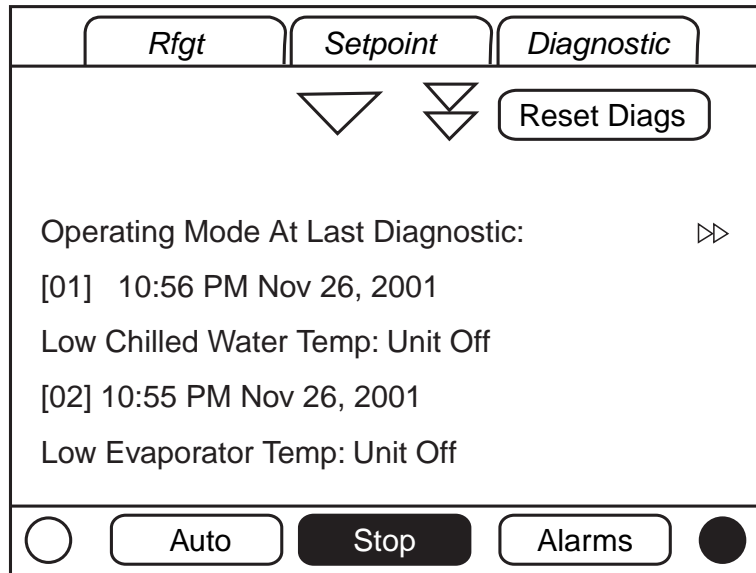 Rfgt Setpoint Diagnostic
Reset Diags
Operating Mode At Last Diagnostic:
[01] 10:56 PM Nov 26, 2001
Low Chilled Water Temp: Unit Off
[02] 10:55 PM Nov 26, 2001
Low Evaporator Temp: Unit Off
Auto Stop Alarms